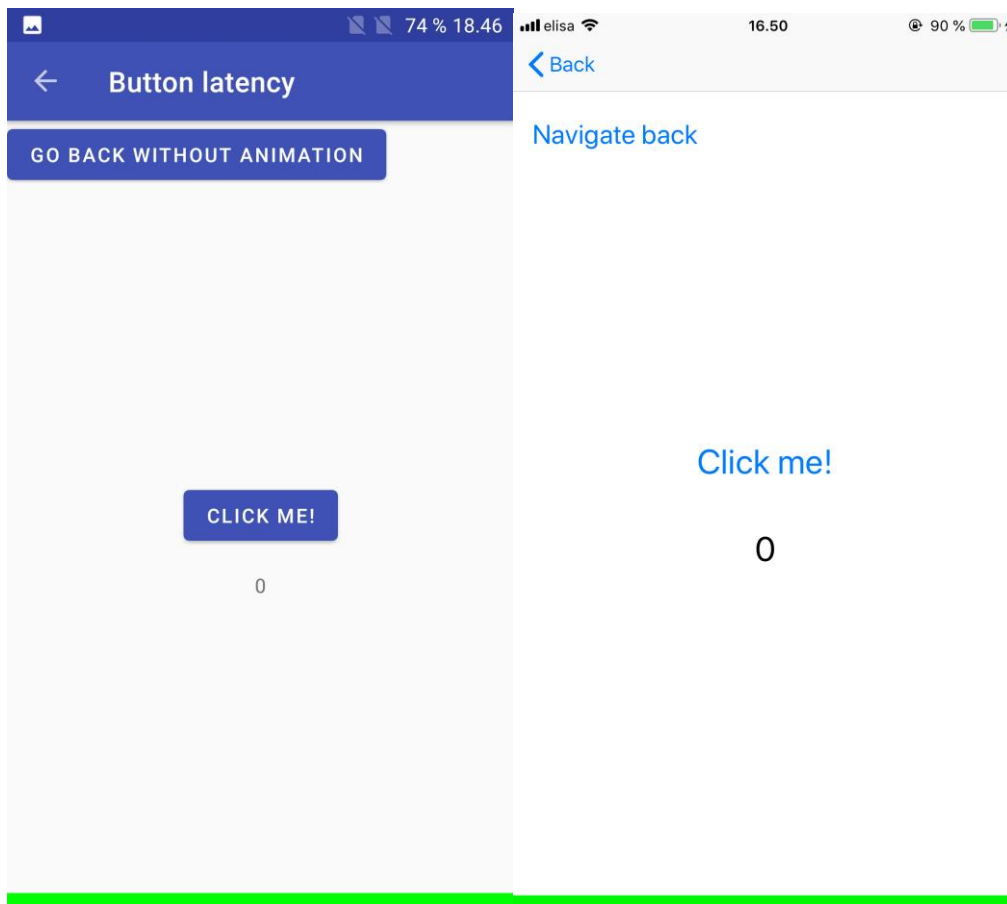 74 % 18.46
Button latency
GO BACK WITHOUT ANIMATION
CLICK ME!
0
elisa 16.50 90 %
Back
Navigate back
Click me!
0